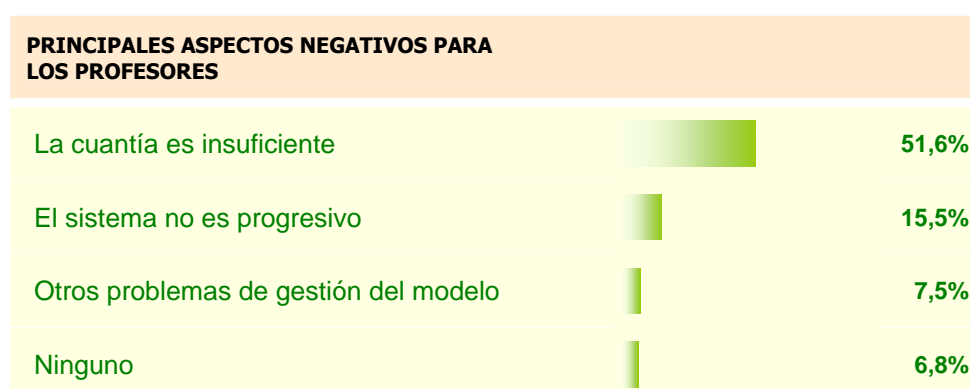 PRINCIPALES ASPECTOS NEGATIVOS PARA
LOS PROFESORES
La cuantía es insuficiente 51,6%
El sistema no es progresivo 15,5%
Otros problemas de gestión del modelo 7,5%
Ninguno 6,8%